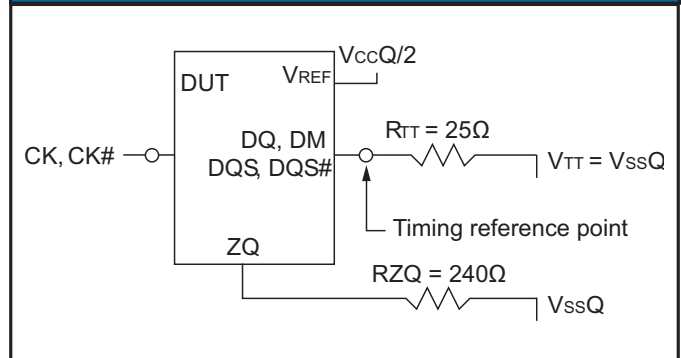 VCCQ/2
DUT
VREF
RTT = 25Ω
DQ, DM
CK, CK#
DQS, DQS#
VTT = VSSQ
Timing reference point
ZQ
RZQ = 240Ω
VSSQ